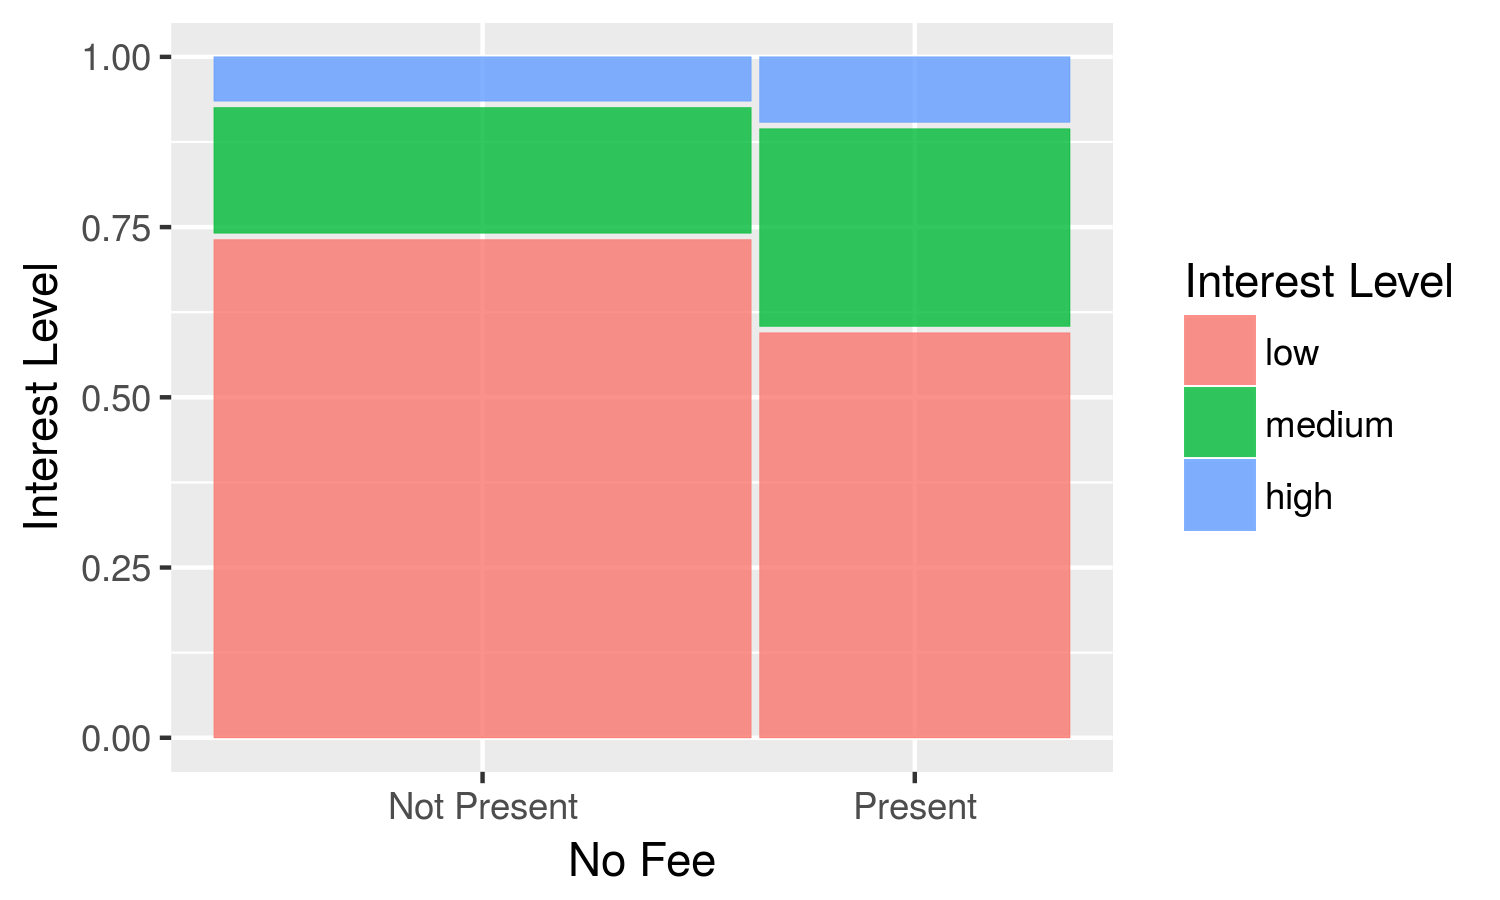 1.00
0.75
0.50
0.25
0.00
Interest Level
Not Present
Present
No Fee
Interest Level
low
medium
high